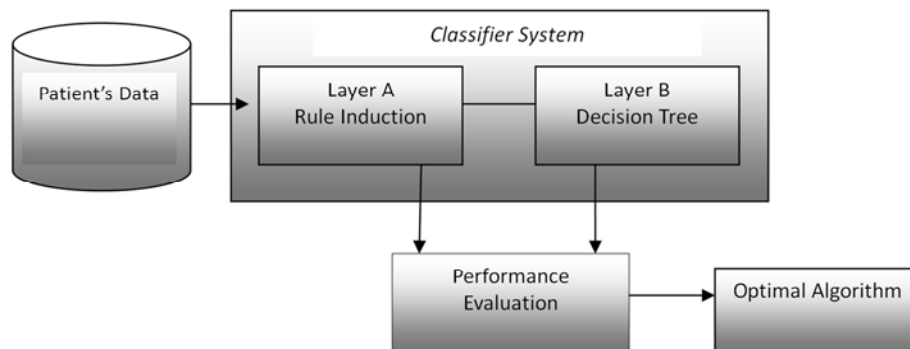 Classifier System
Patient’s Data
Layer A
Rule Induction
Layer B
Decision Tree
Performance
Evaluation
Optimal Algorithm